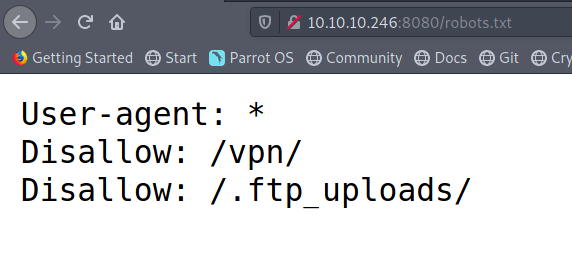 10.10.10.246:8080/robots.txt
Getting Started Start Parrot OS Community Docs Git
User-agent: *
Disallow: /vpn/
Disallow: /.ftp_uploads/